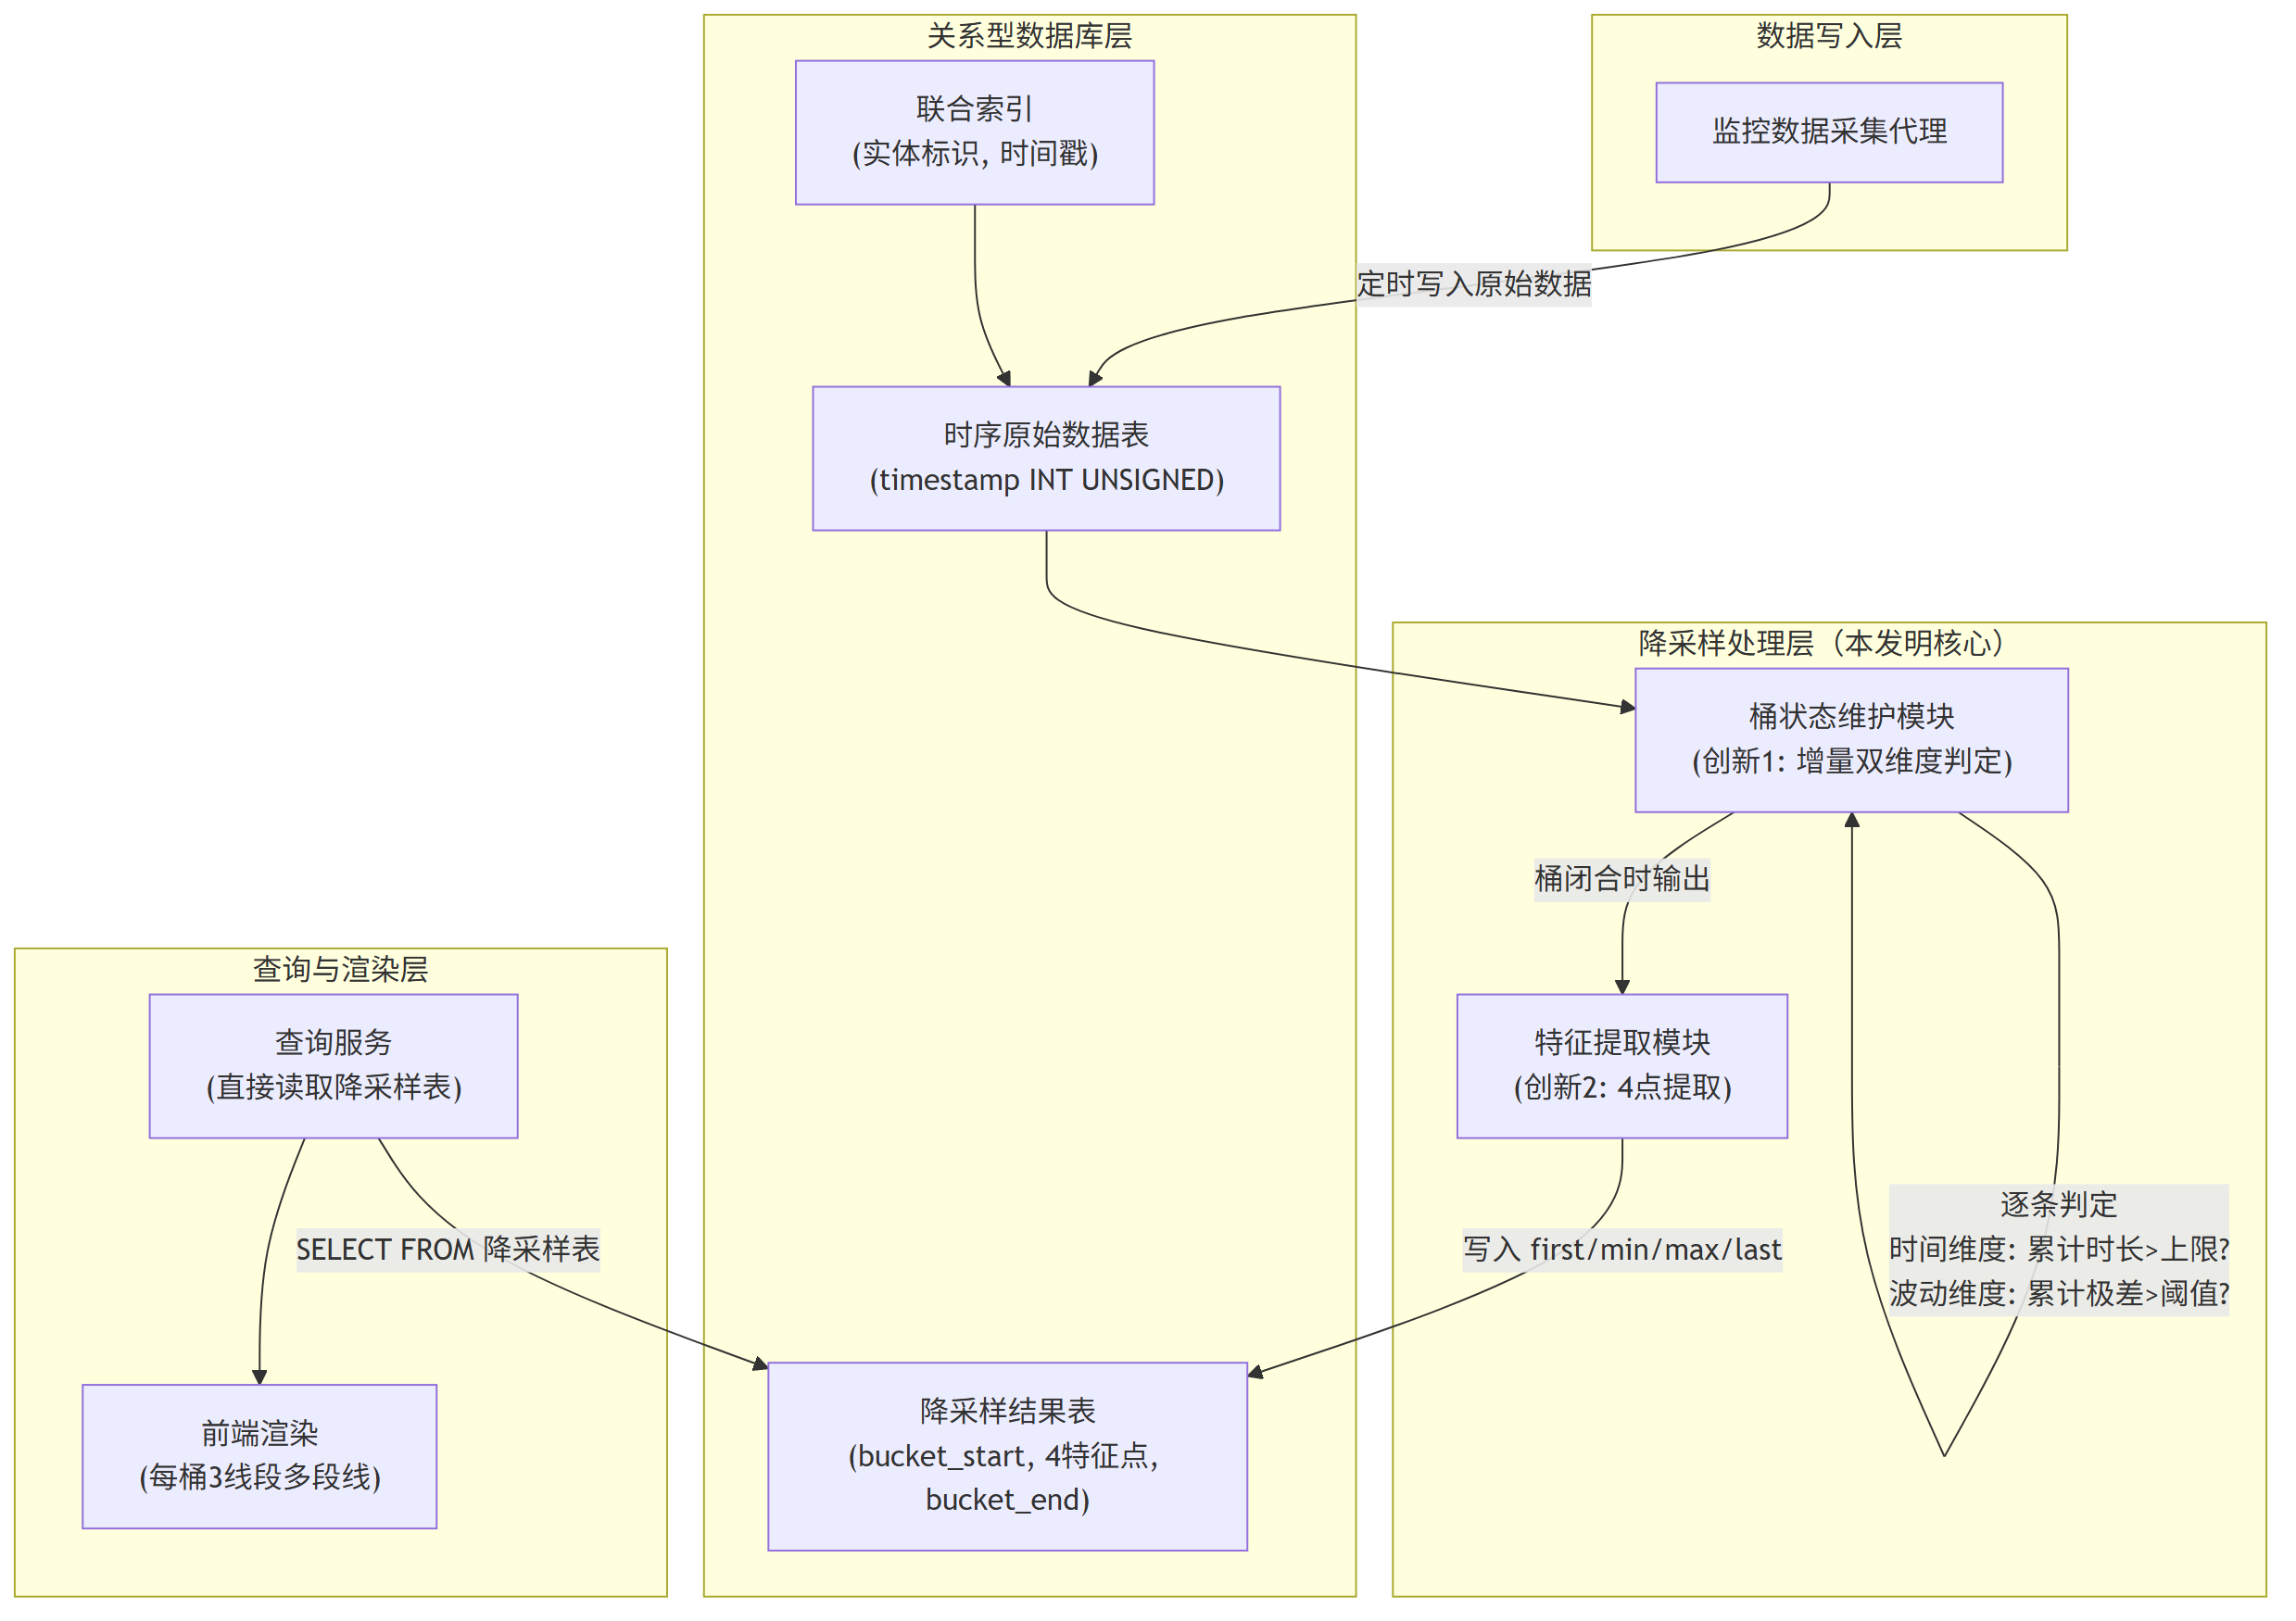 关系型数据库层
联合索引
(实体标识, 时间戳)
数据写入层
监控数据采集代理
定时写入原始数据
时序原始数据表
(timestamp INT UNSIGNED)
降采样处理层（本发明核心）
桶状态维护模块
(创新1: 增量双维度判定)
桶闭合时输出
特征提取模块
(创新2: 4点提取)
逐条判定
时间维度: 累计时长>上限?
波动维度: 累计极差>阈值?
写入 first/min/max/last
查询与渲染层
查询服务
(直接读取降采样表)
SELECT FROM 降采样表
前端渲染
(每桶3线段多段线)
降采样结果表
(bucket_start, 4特征点,
bucket_end)